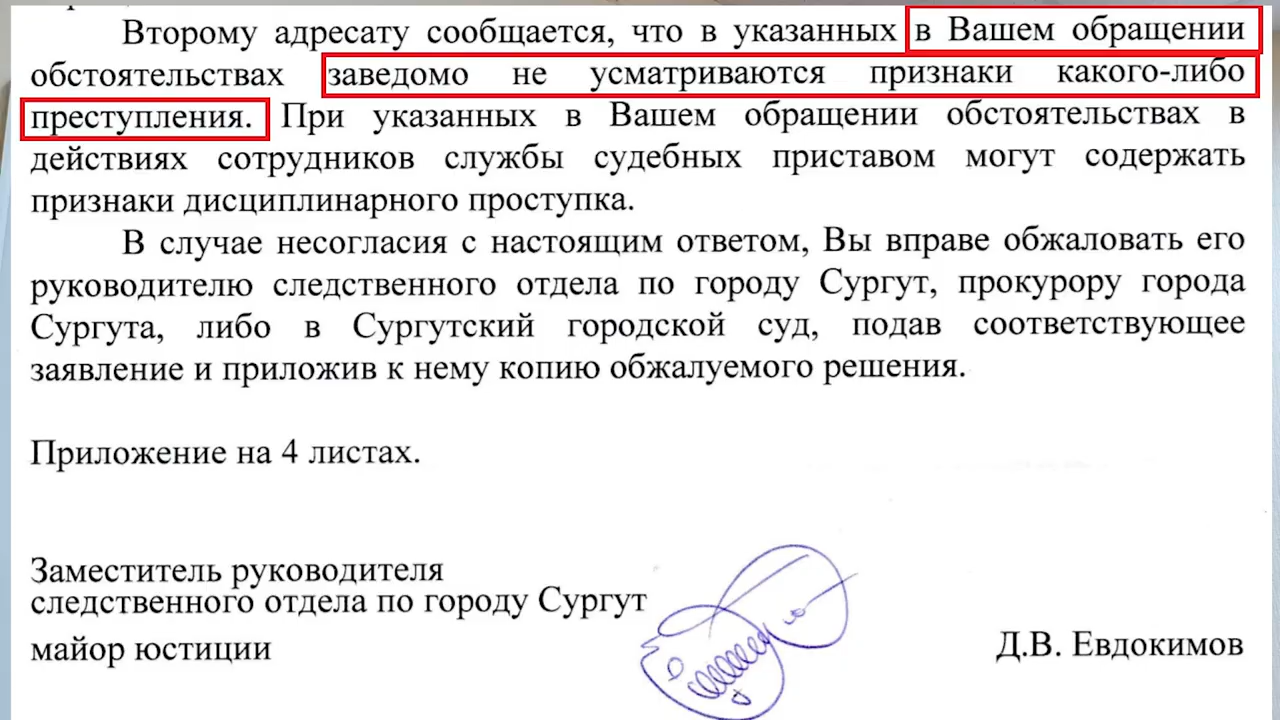 Второму адресату сообщается, что в указанных в Вашем обращении
обстоятельствах заведомо не усматриваются признаки какого-либо
преступления. При указанных в Вашем обращении обстоятельствах в
действиях сотрудников службы судебных приставом могут содержать
признаки дисциплинарного проступка.
В случае несогласия с настоящим ответом, Вы вправе обжаловать его
руководителю следственного отдела по городу Сургут, прокурору города
Сургута, либо в Сургутский городской суд, подав соответствующее
заявление и приложив к нему копию обжалуемого решения.
Приложение на 4 листах.
Заместитель руководителя
следственного отдела по городу Сургут
майор юстиции
Д.В. Евдокимов